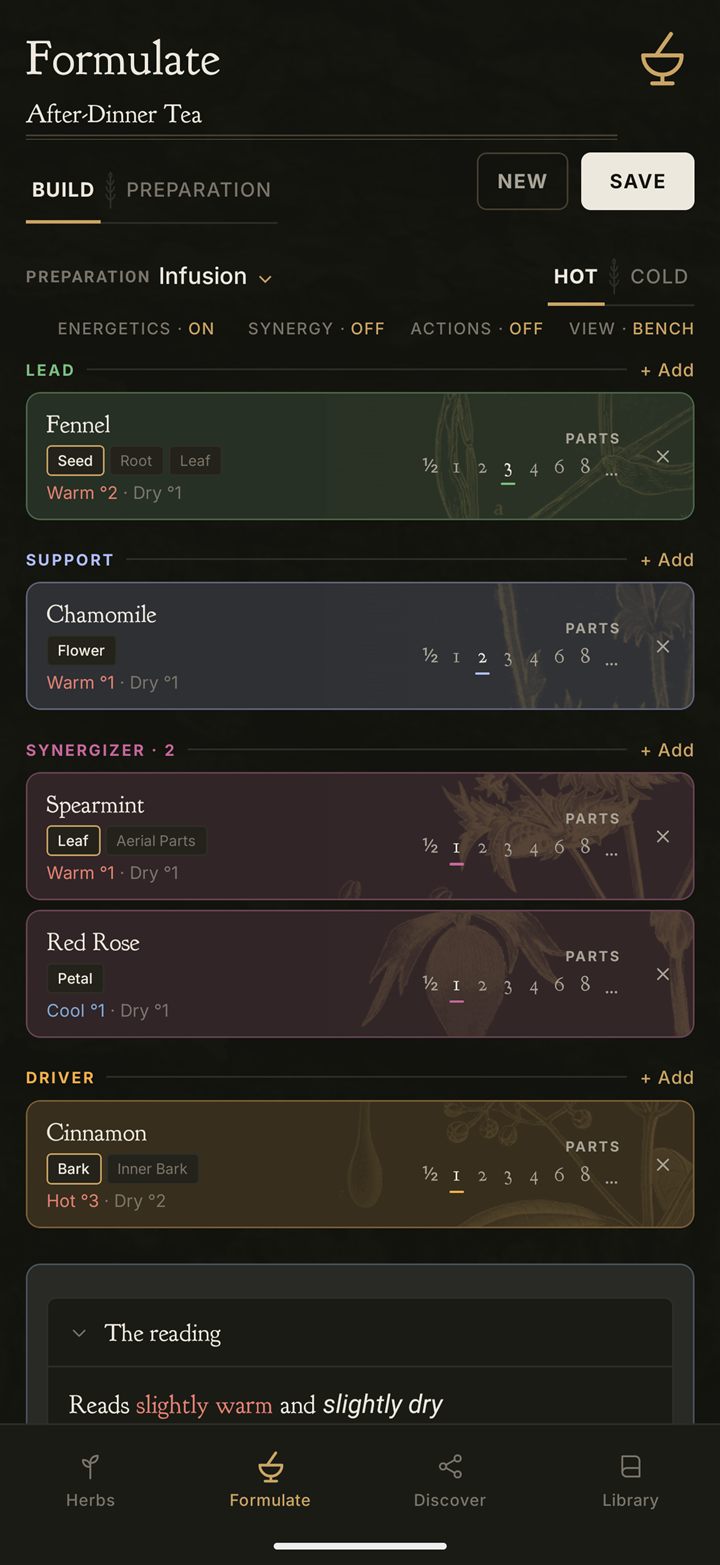 Formulate
After-Dinner Tea
BUILD PREPARATION NEW SAVE
PREPARATION Infusion HOT COLD
ENERGETICS · ON SYNERGY · OFF ACTIONS · OFF VIEW · BENCH
LEAD + Add
Fennel
PARTS
Seed Root Leaf
½ 1 2 3 4 6 8 ...
Warm °2 · Dry °1
a
SUPPORT + Add
Chamomile
PARTS
Flower
½ 1 2 3 4 6 8 ...
Warm °1 · Dry °1
SYNERGIZER · 2 + Add
Spearmint
PARTS
Leaf Aerial Parts
½ 1 2 3 4 6 8 ...
Warm °1 · Dry °1
Red Rose
PARTS
Petal
½ 1 2 3 4 6 8 ...
Cool °1 · Dry °1
DRIVER + Add
Cinnamon
PARTS
Bark Inner Bark
½ 1 2 3 4 6 8 ...
Hot °3 · Dry °2
The reading
Reads slightly warm and slightly dry
Herbs Formulate Discover Library